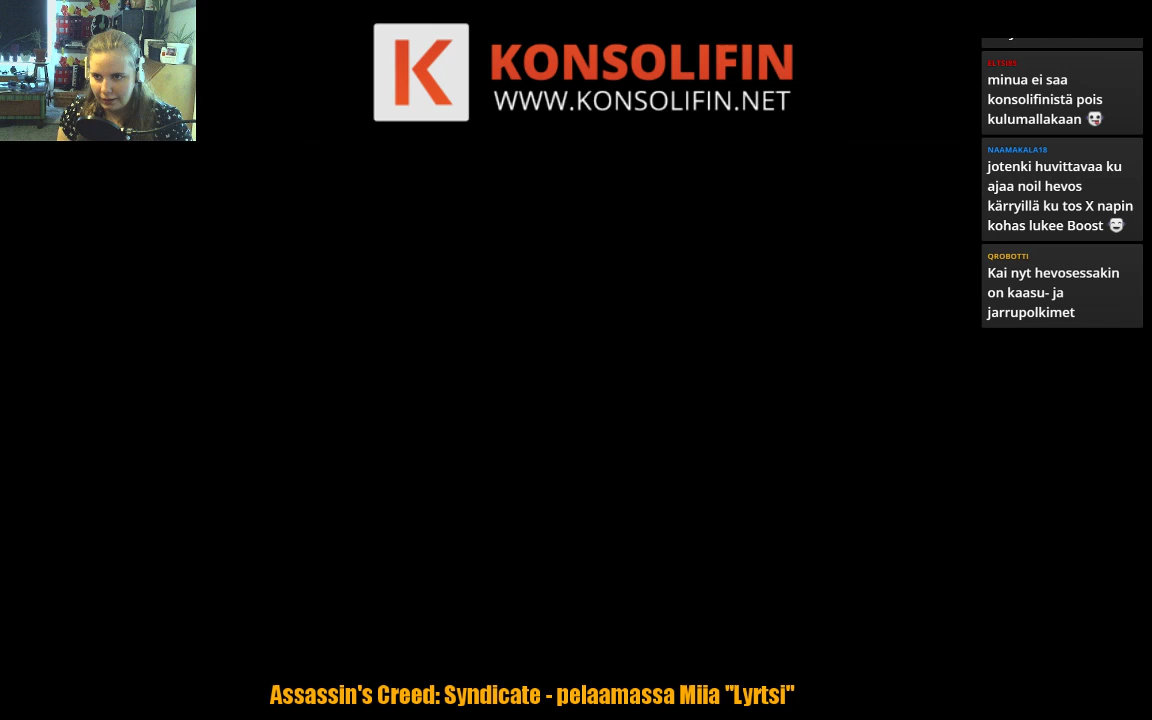 K KONSOLIFIN
WWW.KONSOLIFIN.NET
ELTSI85
minua ei saa
konsolifinistä pois
kulumallakaan
NAAMAKALA18
jotenki huvittavaa ku
ajaa noil hevos
kärryillä ku tos X napin
kohas lukee Boost
QROBOTTI
Kai nyt hevosessakin
on kaasu- ja
jarrupolkimet
Assassin's Creed: Syndicate - pelaamassa Miia "Lyrtsi"